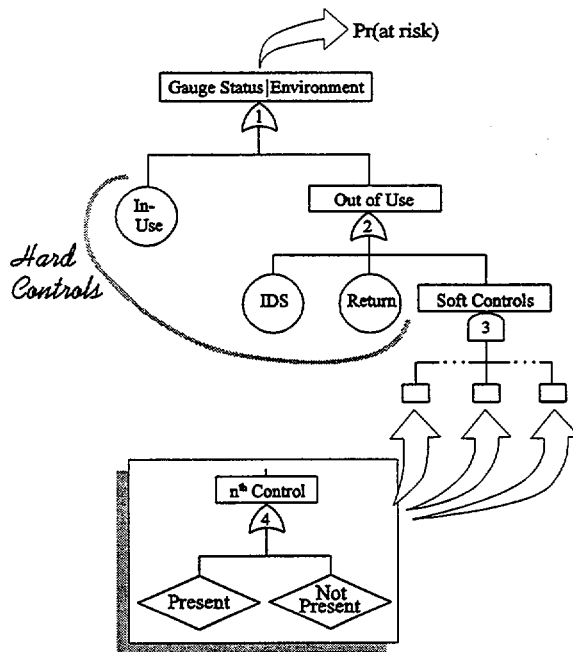 Pr(at risk)
Gauge Status|Environment
1
In-
Use
Out of Use
2
Hard
Controls
IDS
Return
Soft Controls
3
nth Control
4
Present
Not
Present